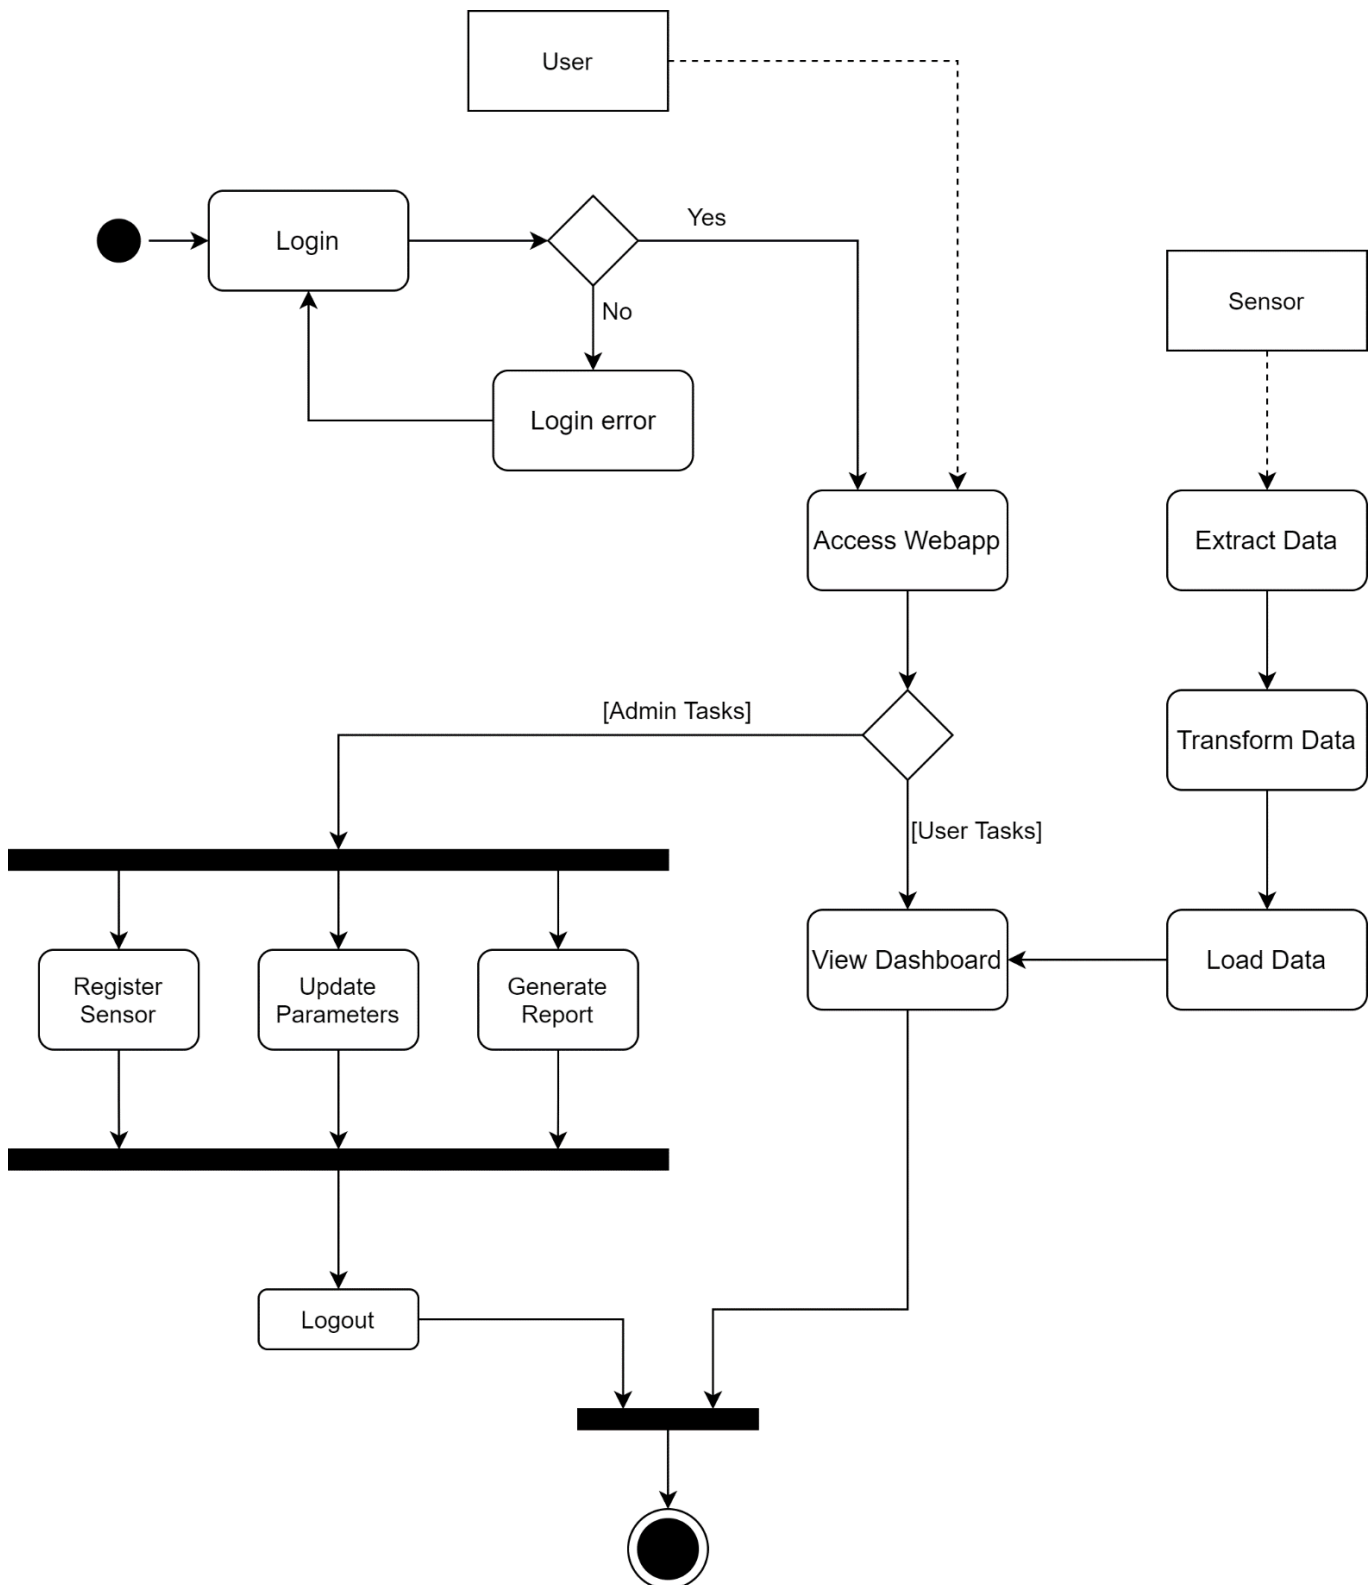 User
Login
Yes
No
Sensor
Login error
Access Webapp
Extract Data
[Admin Tasks]
Transform Data
[User Tasks]
Register
Sensor
Update
Parameters
Generate
Report
View Dashboard
Load Data
Logout